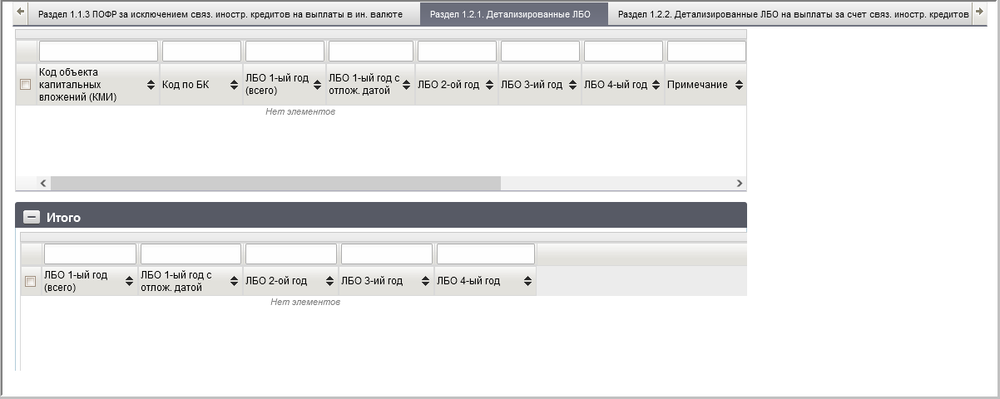 Раздел 1.1.3 ПОФР за исключением связ. иностр. кредитов на выплаты в ин. валюте
Раздел 1.2.1. Детализированные ЛБО
Раздел 1.2.2. Детализированные ЛБО на выплаты за счет связ. иностр. кредитов
Код объекта
капитальных
вложений (КМИ)
Код по БК
ЛБО 1-ый год
(всего)
ЛБО 1-ый год с
отлож. датой
ЛБО 2-ой год
ЛБО 3-ий год
ЛБО 4-ый год
Примечание
Нет элементов
Итого
ЛБО 1-ый год
(всего)
ЛБО 1-ый год с
отлож. датой
ЛБО 2-ой год
ЛБО 3-ий год
ЛБО 4-ый год
Нет элементов